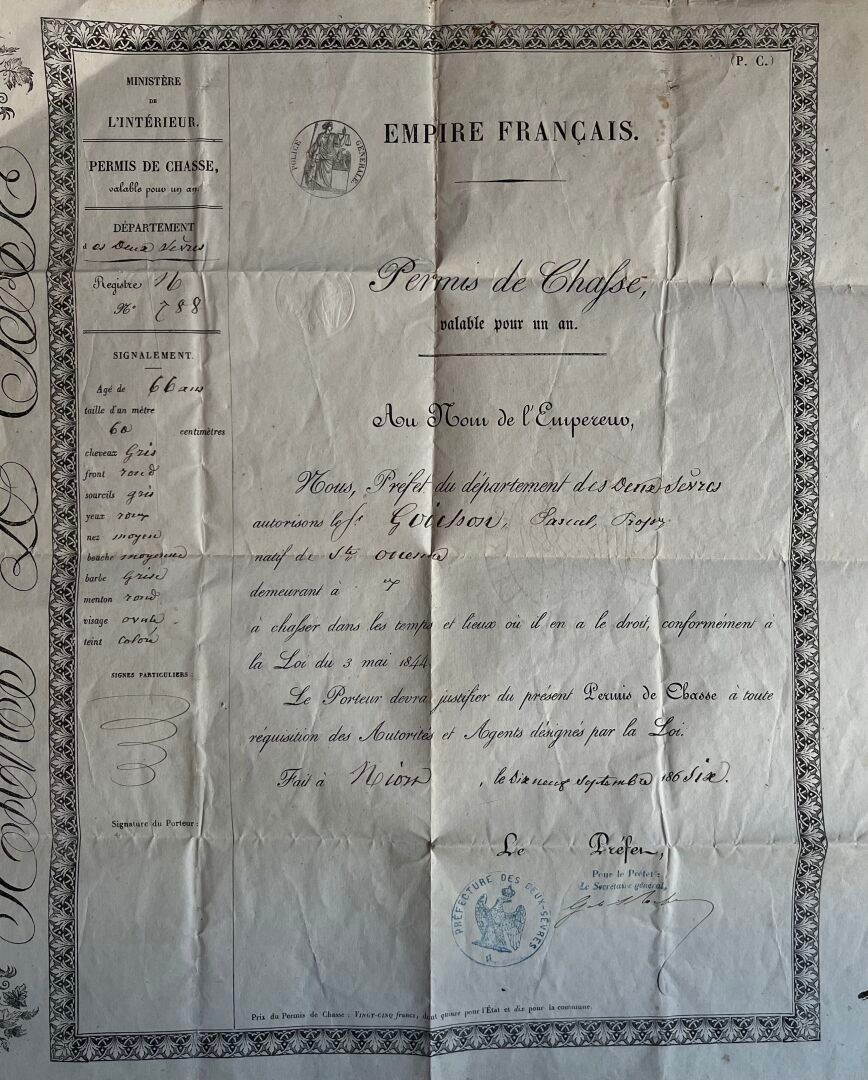 (P. C.)
MINISTÈRE
DE
L'INTÉRIEUR.
PERMIS DE CHASSE,
valable pour un an.
DÉPARTEMENT
des Deux Sèvres
Registre
N° 788
SIGNALEMENT.
Agé de 66 ans
taille d'un mètre
60 centimètres
cheveux Gris
front rond
sourcils gris
yeux roux
nez moyen
bouche moyenne
barbe Grise
menton rond
visage ovale
teint coloré
SIGNES PARTICULIERS :
Signature du Porteur :
POLICE GÉNÉRALE
EMPIRE FRANÇAIS.
Permis de Chasse,
valable pour un an.
Au Nom de l'Empereur,
Nous, Préfet du département des Deux Sèvres
autorisons le Sr Pascal,
natif de Ste
demeurant à
à chasser dans les temps et lieux où il en a le droit, conformément à
la Loi du 3 mai 1844.
Le Porteur devra justifier du présent Permis de Chasse à toute
réquisition des Autorités et Agents désignés par la Loi.
Fait à Niort, le dix neuf Septembre 186 six.
Le Préfet,
Pour le Préfet :
Le Secrétaire général,
PRÉFECTURE DES DEUX-SÈVRES
Prix du Permis de Chasse : VINGT-CINQ francs, dont quinze pour l'État et dix pour la commune.